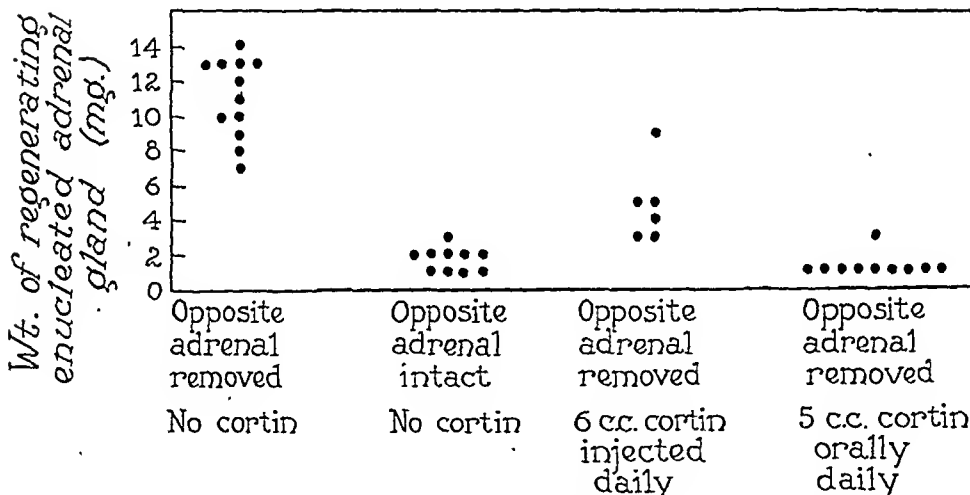 Wt. of regenerating
enucleated adrenal
gland (mg.)
14
12
10
8
6
4
2
0
Opposite
adrenal
removed
No cortin
Opposite
adrenal
intact
No cortin
Opposite
adrenal
removed
6 c.c. cortin
injected
daily
Opposite
adrenal
removed
5 c.c. cortin
orally
daily